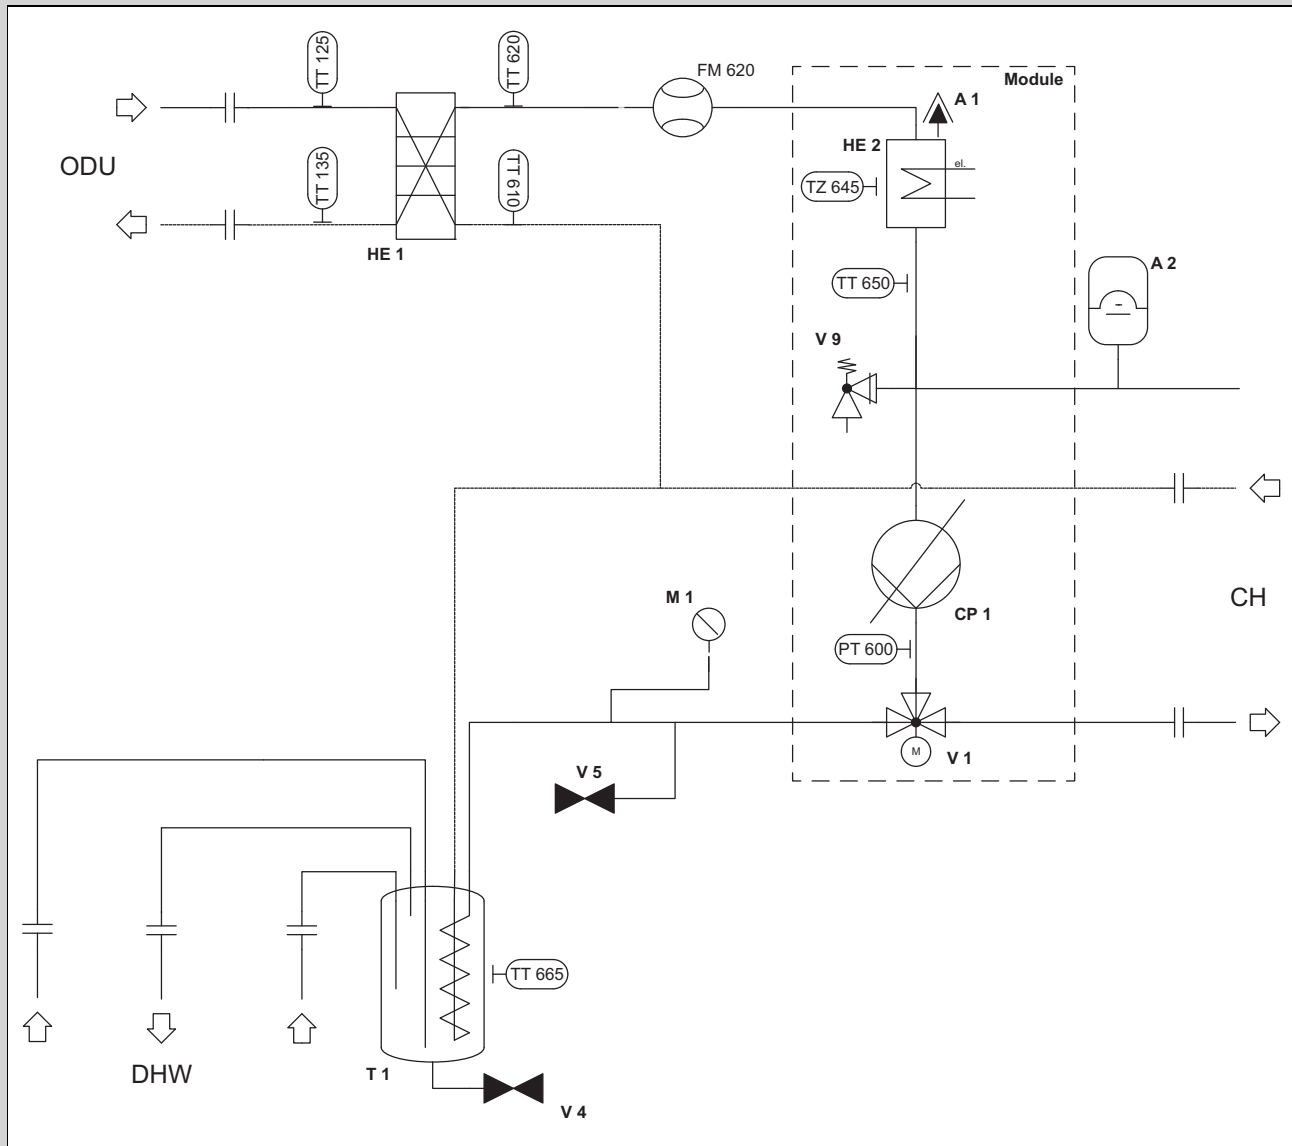 TT 125
TT 620
FM 620
Module
A 1
HE 2
el.
ODU
TT 135
TT 610
TZ 645
HE 1
TT 650
A 2
V 9
M 1
CP 1
CH
PT 600
V 1
M
V 5
TT 665
DHW
T 1
V 4